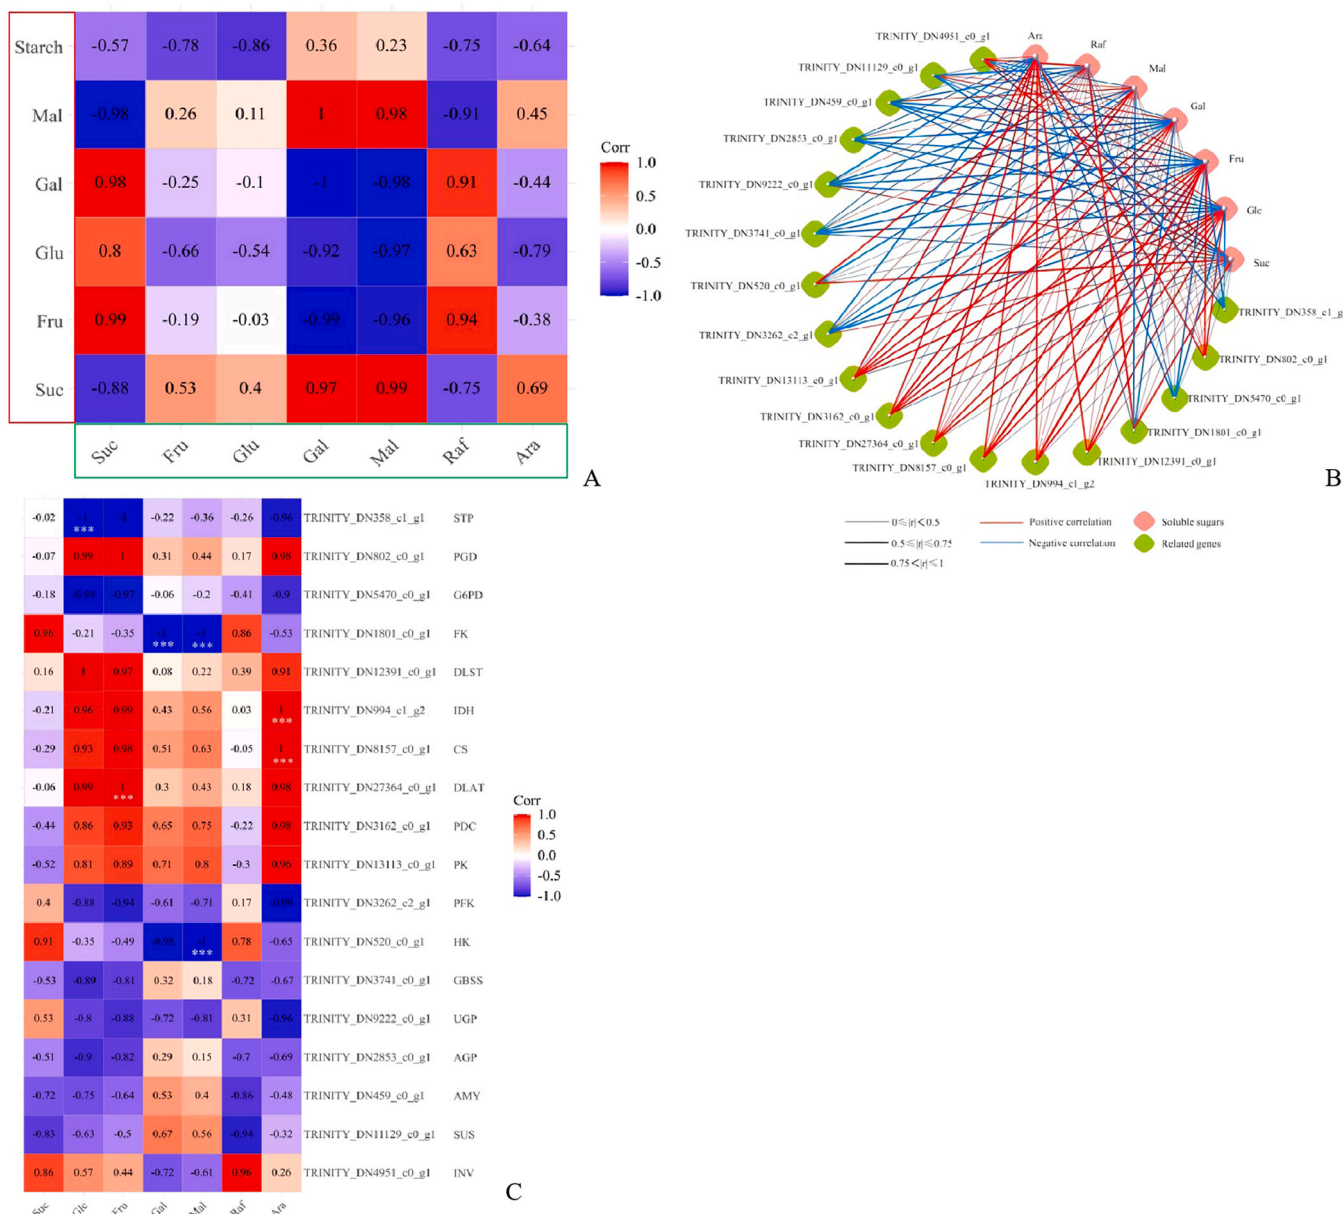 Starch -0.57 -0.78 -0.86 0.36 0.23 -0.75 -0.64
Mal -0.98 0.26 0.11 1 0.98 -0.91 0.45
Gal 0.98 -0.25 -0.1 -1 -0.98 0.91 -0.44
Glu 0.8 -0.66 -0.54 -0.92 -0.97 0.63 -0.79
Fru 0.99 -0.19 -0.03 -0.99 -0.96 0.94 -0.38
Suc -0.88 0.53 0.4 0.97 0.99 -0.75 0.69
Suc Fru Glu Gal Mal Raf Ara
Corr
1.0
0.5
0.0
-0.5
-1.0
A
TRINITY_DN4951_c0_g1
TRINITY_DN11129_c0_g1
TRINITY_DN459_c0_g1
TRINITY_DN2853_c0_g1
TRINITY_DN9222_c0_g1
TRINITY_DN3741_c0_g1
TRINITY_DN520_c0_g1
TRINITY_DN3262_c2_g1
TRINITY_DN13113_c0_g1
TRINITY_DN3162_c0_g1
TRINITY_DN27364_c0_g1
TRINITY_DN8157_c0_g1
TRINITY_DN994_c1_g2
TRINITY_DN12391_c0_g1
TRINITY_DN1801_c0_g1
TRINITY_DN5470_c0_g1
TRINITY_DN802_c0_g1
TRINITY_DN358_c1_g
Suc
Glc
Fru
Gal
Mal
Raf
Ara
B
0≤|r|<0.5 Positive correlation Soluble sugars
0.5≤|r|≤0.75 Negative correlation Related genes
0.75<|r|≤1
-0.02 -1 -1 -0.22 -0.36 -0.26 -0.96 TRINITY_DN358_c1_g1 STP
***
-0.07 0.99 1 0.31 0.44 0.17 0.98 TRINITY_DN802_c0_g1 PGD
-0.18 -0.99 -0.97 -0.06 -0.2 -0.41 -0.9 TRINITY_DN5470_c0_g1 G6PD
0.96 -0.21 -0.35 -1 -1 0.86 -0.53 TRINITY_DN1801_c0_g1 FK
*** ***
0.16 1 0.97 0.08 0.22 0.39 0.91 TRINITY_DN12391_c0_g1 DLST
-0.21 0.96 0.99 0.43 0.56 0.03 1 TRINITY_DN994_c1_g2 IDH
***
-0.29 0.93 0.98 0.51 0.63 -0.05 1 TRINITY_DN8157_c0_g1 CS
***
-0.06 0.99 1 0.3 0.43 0.18 0.98 TRINITY_DN27364_c0_g1 DLAT
***
-0.44 0.86 0.93 0.65 0.75 -0.22 0.98 TRINITY_DN3162_c0_g1 PDC
-0.52 0.81 0.89 0.71 0.8 -0.3 0.96 TRINITY_DN13113_c0_g1 PK
0.4 -0.88 -0.94 -0.61 -0.71 0.17 -0.99 TRINITY_DN3262_c2_g1 PFK
0.91 -0.35 -0.49 -0.98 -1 0.78 -0.65 TRINITY_DN520_c0_g1 HK
***
-0.53 -0.89 -0.81 0.32 0.18 -0.72 -0.67 TRINITY_DN3741_c0_g1 GBSS
0.53 -0.8 -0.88 -0.72 -0.81 0.31 -0.96 TRINITY_DN9222_c0_g1 UGP
-0.51 -0.9 -0.82 0.29 0.15 -0.7 -0.69 TRINITY_DN2853_c0_g1 AGP
-0.72 -0.75 -0.64 0.53 0.4 -0.86 -0.48 TRINITY_DN459_c0_g1 AMY
-0.83 -0.63 -0.5 0.67 0.56 -0.94 -0.32 TRINITY_DN11129_c0_g1 SUS
0.86 0.57 0.44 -0.72 -0.61 0.96 0.26 TRINITY_DN4951_c0_g1 INV
Suc Glc Fru Gal Mal Raf Ara
Corr
1.0
0.5
0.0
-0.5
-1.0
C